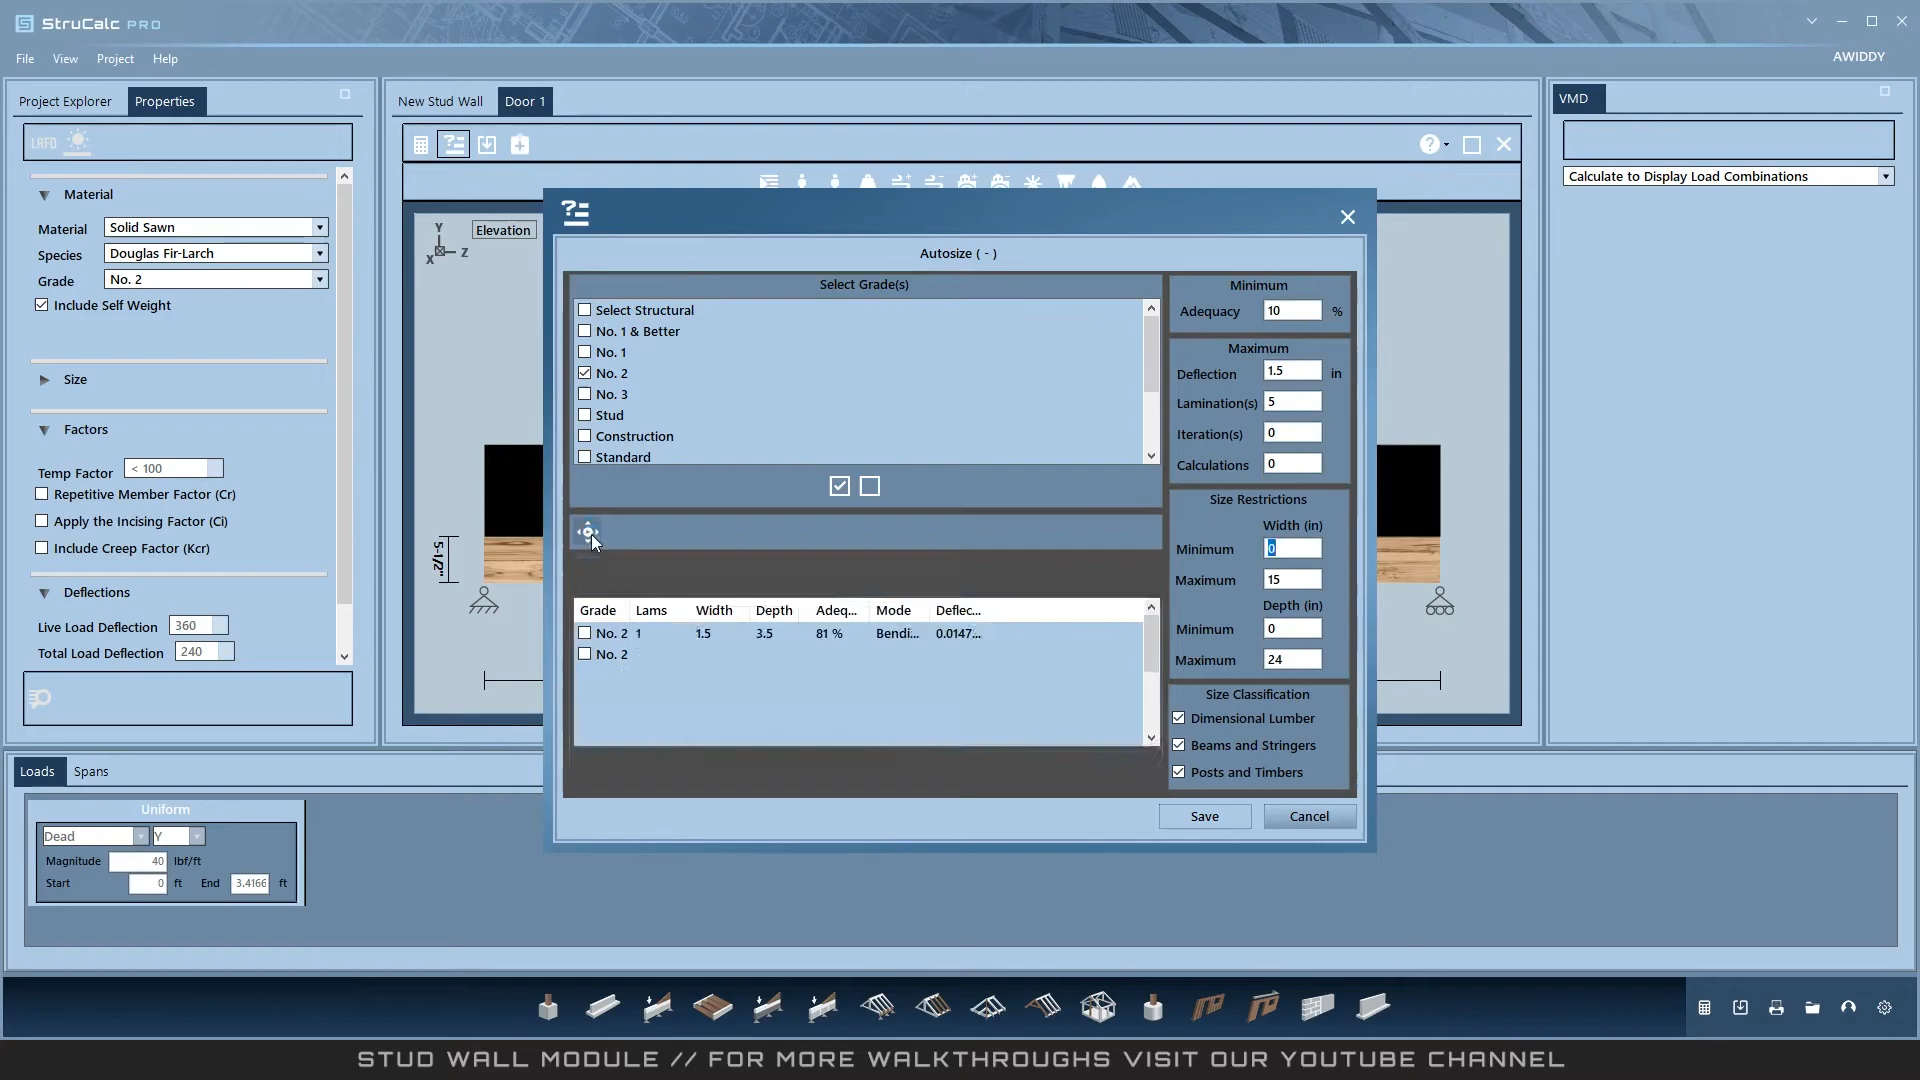 StruCalc PRO
File View Project Help
AWIDDY
Project Explorer Properties
LRFD
Material
Material Solid Sawn
Species Douglas Fir-Larch
Grade No. 2
Include Self Weight
Size
Factors
Temp Factor < 100
Repetitive Member Factor (Cr)
Apply the Incising Factor (Ci)
Include Creep Factor (Kcr)
Deflections
Live Load Deflection 360
Total Load Deflection 240
New Stud Wall Door 1
Y
X Z
Elevation
5-1/2"
Autosize ( - )
Select Grade(s)
Select Structural
No. 1 & Better
No. 1
No. 2
No. 3
Stud
Construction
Standard
Grade Lams Width Depth Adeq... Mode Deflec...
No. 2 1 1.5 3.5 81 % Bendi... 0.0147...
No. 2
Minimum
Adequacy 10 %
Maximum
Deflection 1.5 in
Lamination(s) 5
Iteration(s) 0
Calculations 0
Size Restrictions
Width (in)
Minimum 0
Maximum 15
Depth (in)
Minimum 0
Maximum 24
Size Classification
Dimensional Lumber
Beams and Stringers
Posts and Timbers
Save Cancel
VMD
Calculate to Display Load Combinations
Loads Spans
Uniform
Dead Y
Magnitude 40 lbf/ft
Start 0 ft End 3.4166 ft
STUD WALL MODULE // FOR MORE WALKTHROUGHS VISIT OUR YOUTUBE CHANNEL